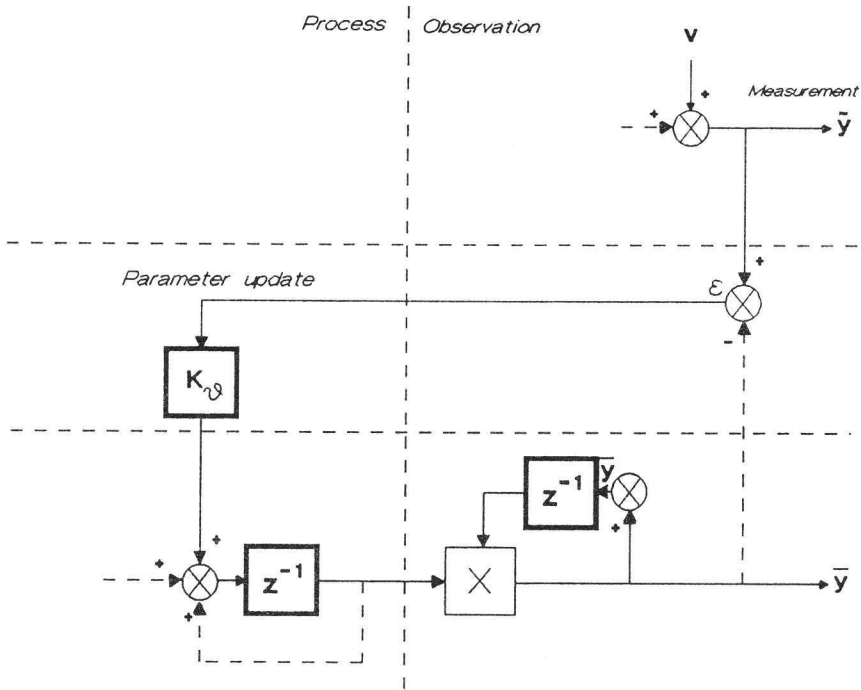 Process Observation
v
+
Measurement
+
ỹ
+
Parameter update
ε
-
K_ϑ
y̅
z⁻¹
+
+
+
z⁻¹
X
y̅
+